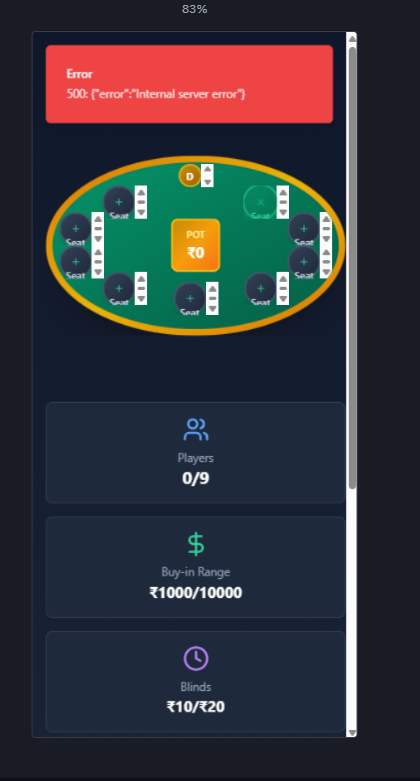 83%
Error
500: {"error":"Internal server error"}
D
+
Seat
×
Seat
+
Seat
POT
₹0
+
Seat
+
Seat
+
Seat
+
Seat
+
Seat
+
Seat
Players
0/9
Buy-in Range
₹1000/10000
Blinds
₹10/₹20